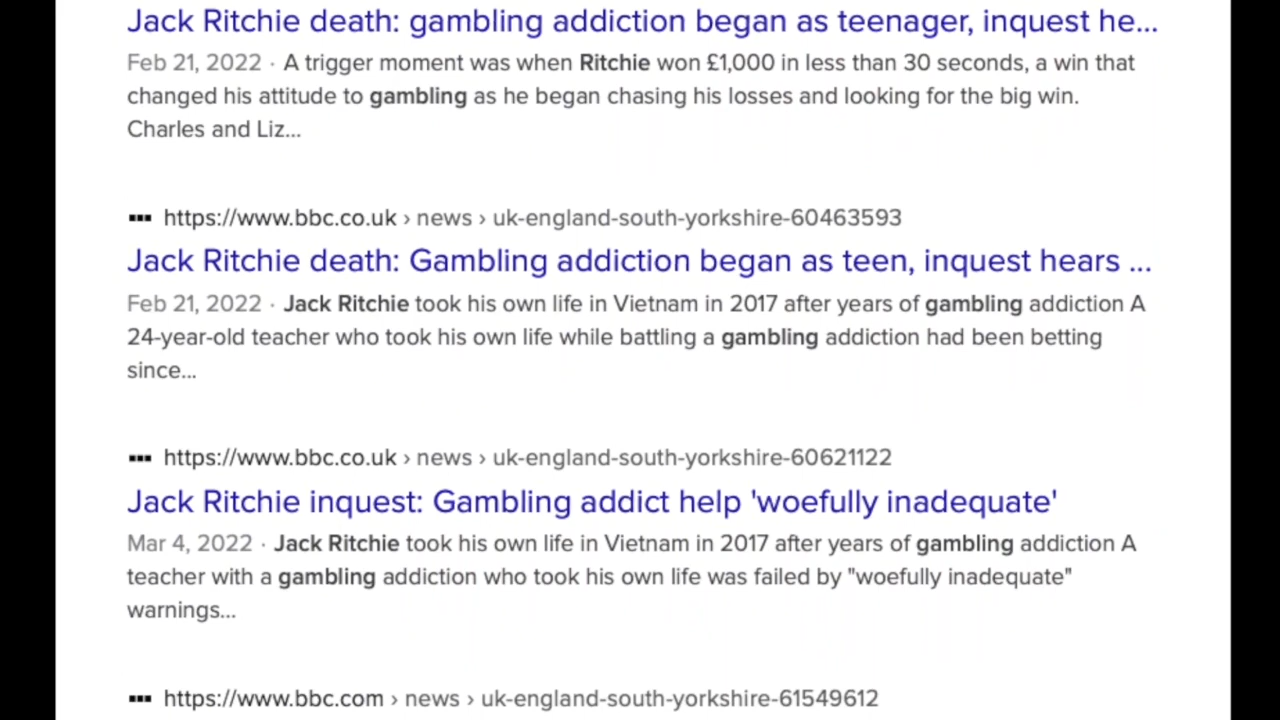 Jack Ritchie death: gambling addiction began as teenager, inquest he...
Feb 21, 2022 · A trigger moment was when Ritchie won £1,000 in less than 30 seconds, a win that
changed his attitude to gambling as he began chasing his losses and looking for the big win.
Charles and Liz...
https://www.bbc.co.uk › news › uk-england-south-yorkshire-60463593
Jack Ritchie death: Gambling addiction began as teen, inquest hears ...
Feb 21, 2022 · Jack Ritchie took his own life in Vietnam in 2017 after years of gambling addiction A
24-year-old teacher who took his own life while battling a gambling addiction had been betting
since...
https://www.bbc.co.uk › news › uk-england-south-yorkshire-60621122
Jack Ritchie inquest: Gambling addict help 'woefully inadequate'
Mar 4, 2022 · Jack Ritchie took his own life in Vietnam in 2017 after years of gambling addiction A
teacher with a gambling addiction who took his own life was failed by "woefully inadequate"
warnings...
https://www.bbc.com › news › uk-england-south-yorkshire-61549612